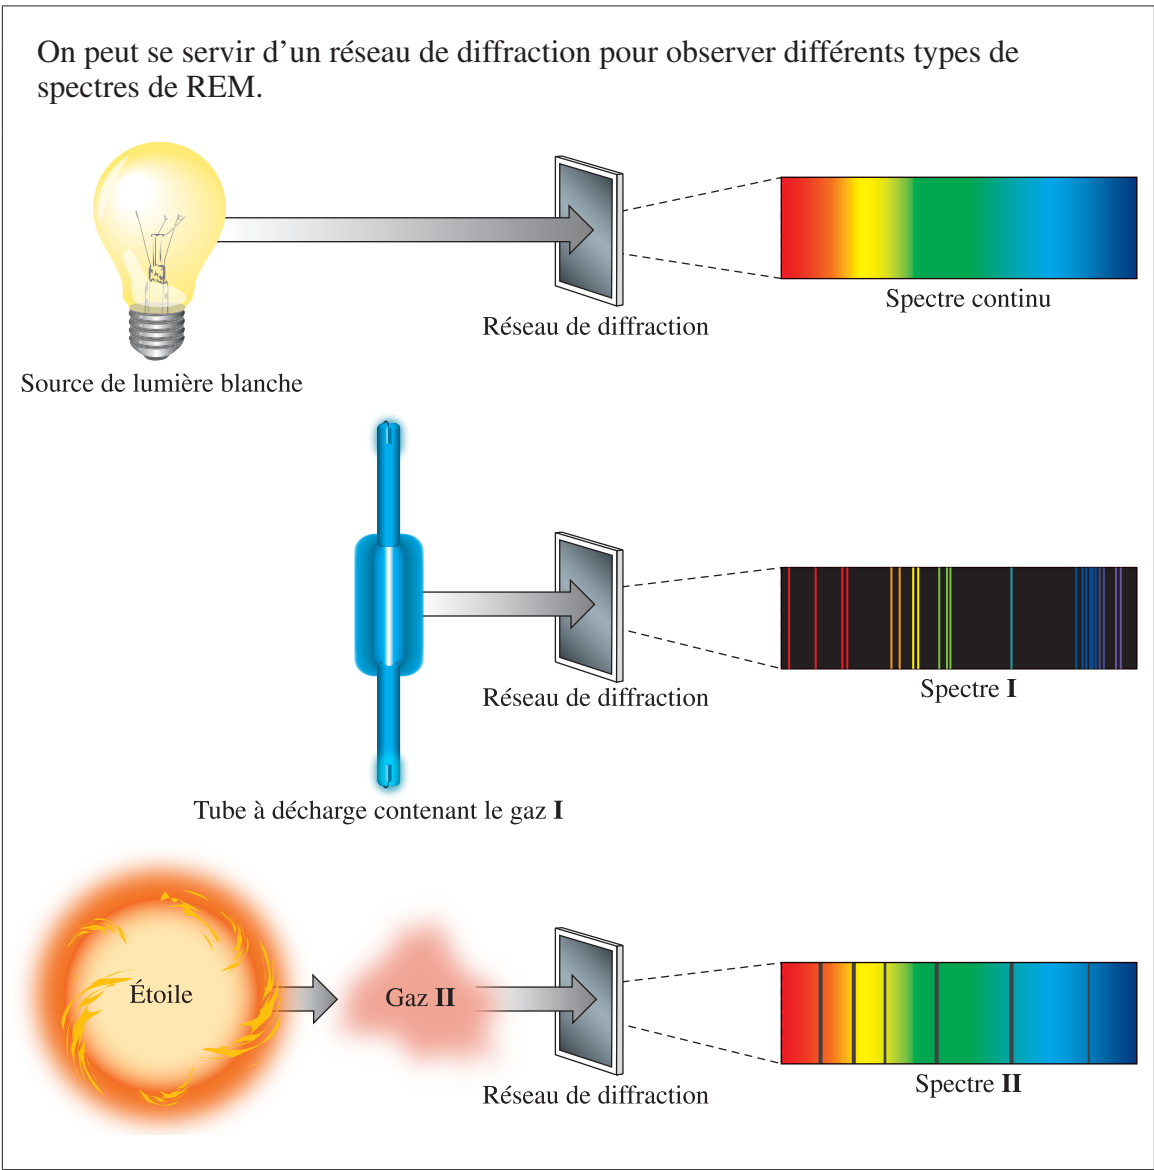 On peut se servir d’un réseau de diffraction pour observer différents types de
spectres de REM.
Réseau de diffraction
Spectre continu
Source de lumière blanche
Réseau de diffraction
Spectre I
Tube à décharge contenant le gaz I
Étoile
Gaz II
Réseau de diffraction
Spectre II